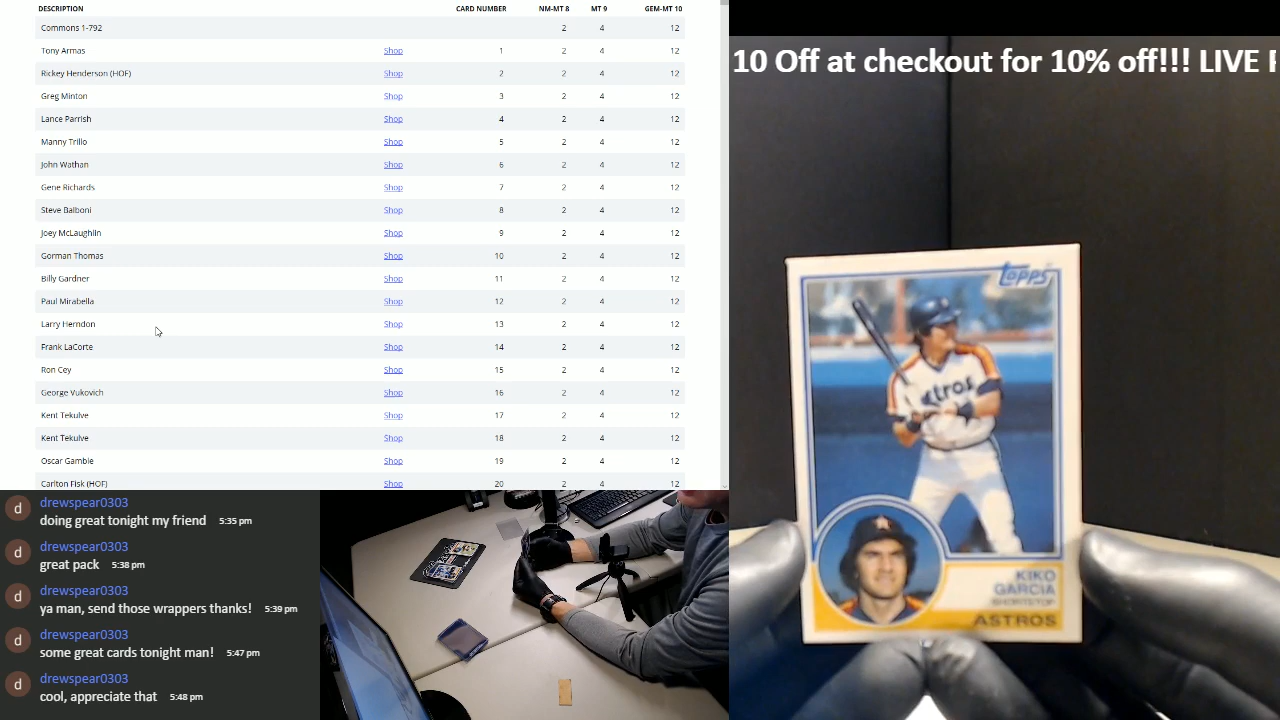 DESCRIPTION CARD NUMBER NM-MT 8 MT 9 GEM-MT 10
Commons 1-792 2 4 12
Tony Armas Shop 1 2 4 12
Rickey Henderson (HOF) Shop 2 2 4 12
Greg Minton Shop 3 2 4 12
Lance Parrish Shop 4 2 4 12
Manny Trillo Shop 5 2 4 12
John Wathan Shop 6 2 4 12
Gene Richards Shop 7 2 4 12
Steve Balboni Shop 8 2 4 12
Joey McLaughlin Shop 9 2 4 12
Gorman Thomas Shop 10 2 4 12
Billy Gardner Shop 11 2 4 12
Paul Mirabella Shop 12 2 4 12
Larry Herndon Shop 13 2 4 12
Frank LaCorte Shop 14 2 4 12
Ron Cey Shop 15 2 4 12
George Vukovich Shop 16 2 4 12
Kent Tekulve Shop 17 2 4 12
Kent Tekulve Shop 18 2 4 12
Oscar Gamble Shop 19 2 4 12
Carlton Fisk (HOF) Shop 20 2 4 12
d drewspear0303
doing great tonight my friend 5:35 pm
d drewspear0303
great pack 5:38 pm
d drewspear0303
ya man, send those wrappers thanks! 5:39 pm
d drewspear0303
some great cards tonight man! 5:47 pm
d drewspear0303
cool, appreciate that 5:48 pm
10 Off at checkout for 10% off!!! LIVE
Topps
Astros
KIKO
GARCIA
SHORTSTOP
ASTROS